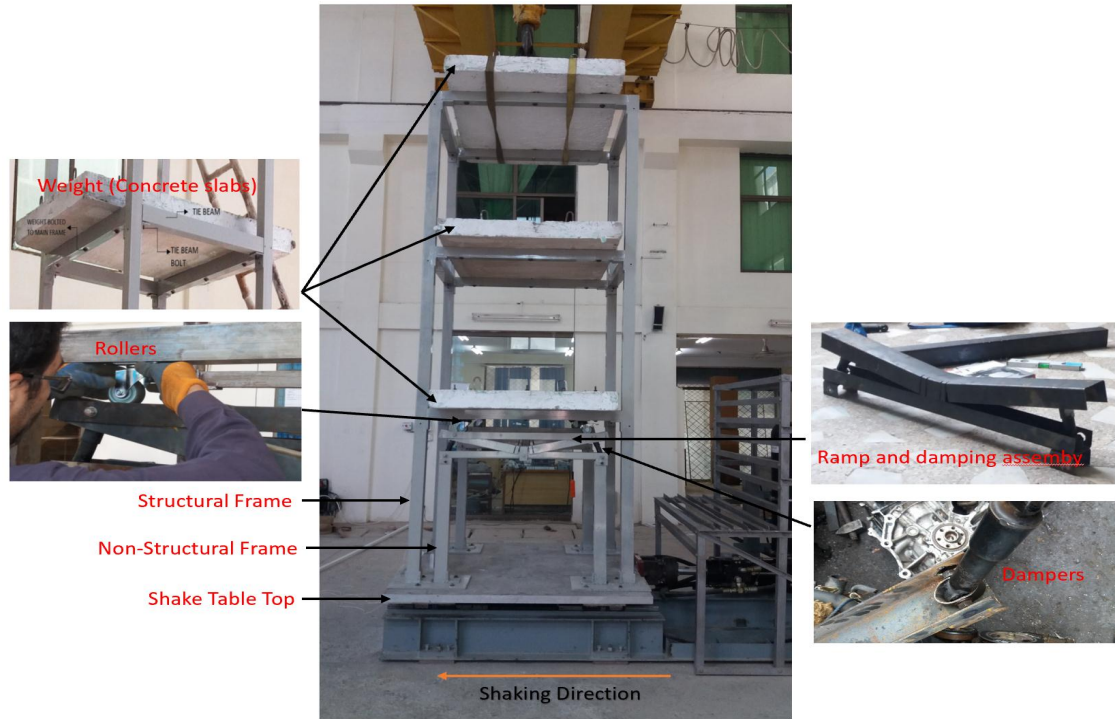 Weight (Concrete slabs)
TIE BEAM
WEIGHT BOLTED
TO MAIN FRAME
TIE BEAM
BOLT
Rollers
Structural Frame
Non-Structural Frame
Shake Table Top
Ramp and damping assemby
Dampers
Shaking Direction